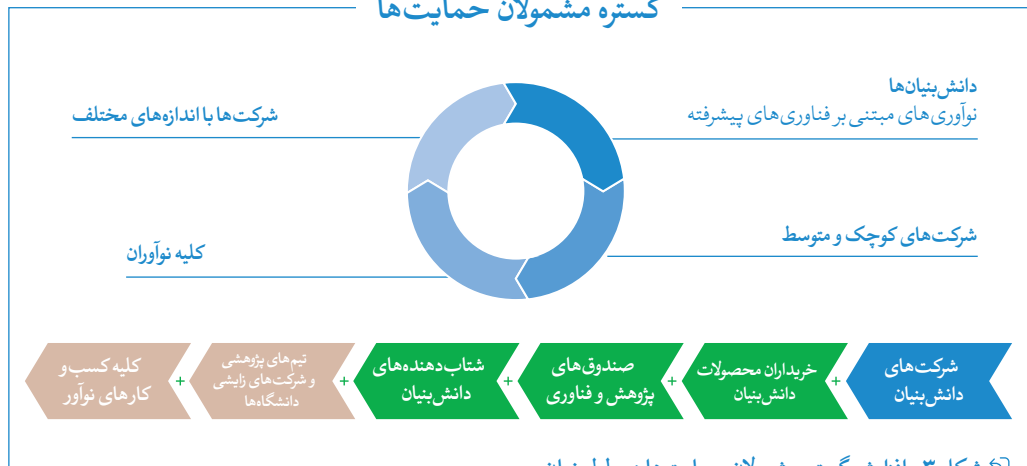 گستره مشمولان حمایت‌ها
دانش‌بنیان‌ها
نوآوری‌های مبتنی بر فناوری‌های پیشرفته
شرکت‌ها با اندازه‌های مختلف
شرکت‌های کوچک و متوسط
کلیه نوآوران
شرکت‌های
دانش‌بنیان
+
خریداران محصولات
دانش‌بنیان
+
صندوق‌های
پژوهش و فناوری
+
شتاب‌دهنده‌های
دانش‌بنیان
+
تیم‌های پژوهشی
و شرکت‌های زایشی
دانشگاه‌ها
+
کلیه کسب و
کارهای نوآور